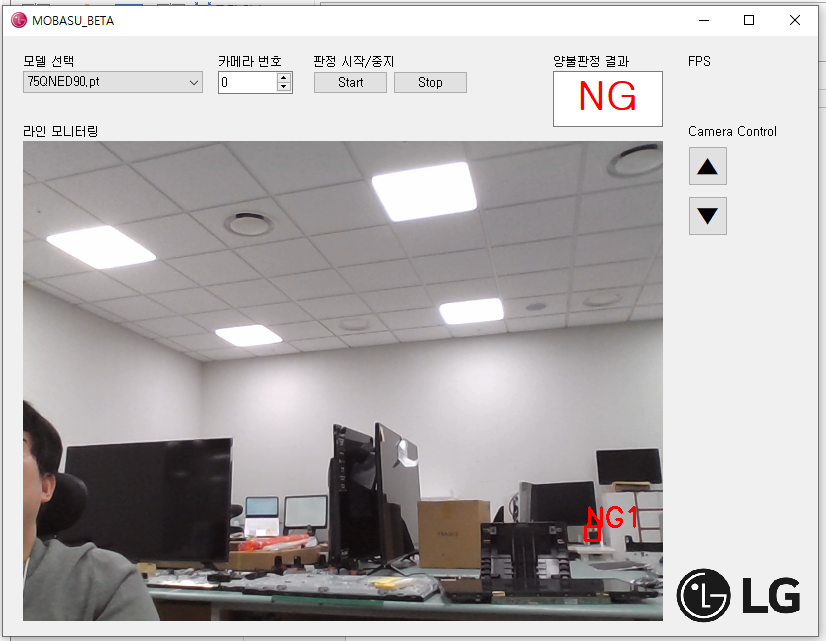 MOBASU_BETA
모델 선택
카메라 번호
판정 시작/중지
양불판정 결과
FPS
75QNED90.pt
0
Start
Stop
NG
라인 모니터링
Camera Control
NG1
LG